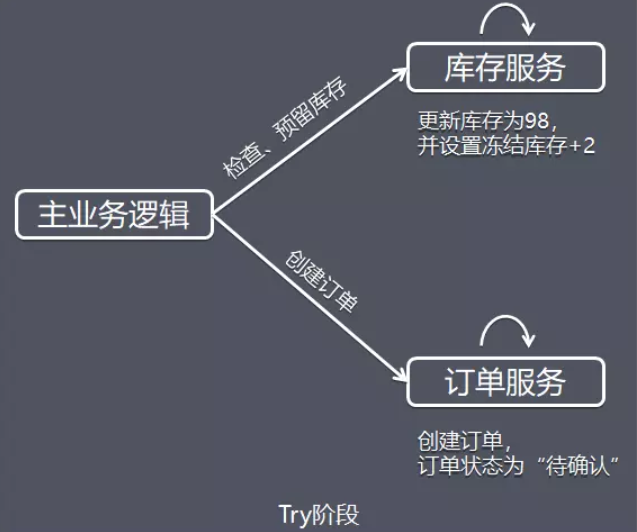 库存服务
检查、预留库存
更新库存为98，
并设置冻结库存+2
主业务逻辑
创建订单
订单服务
创建订单，
订单状态为“待确认”
Try阶段